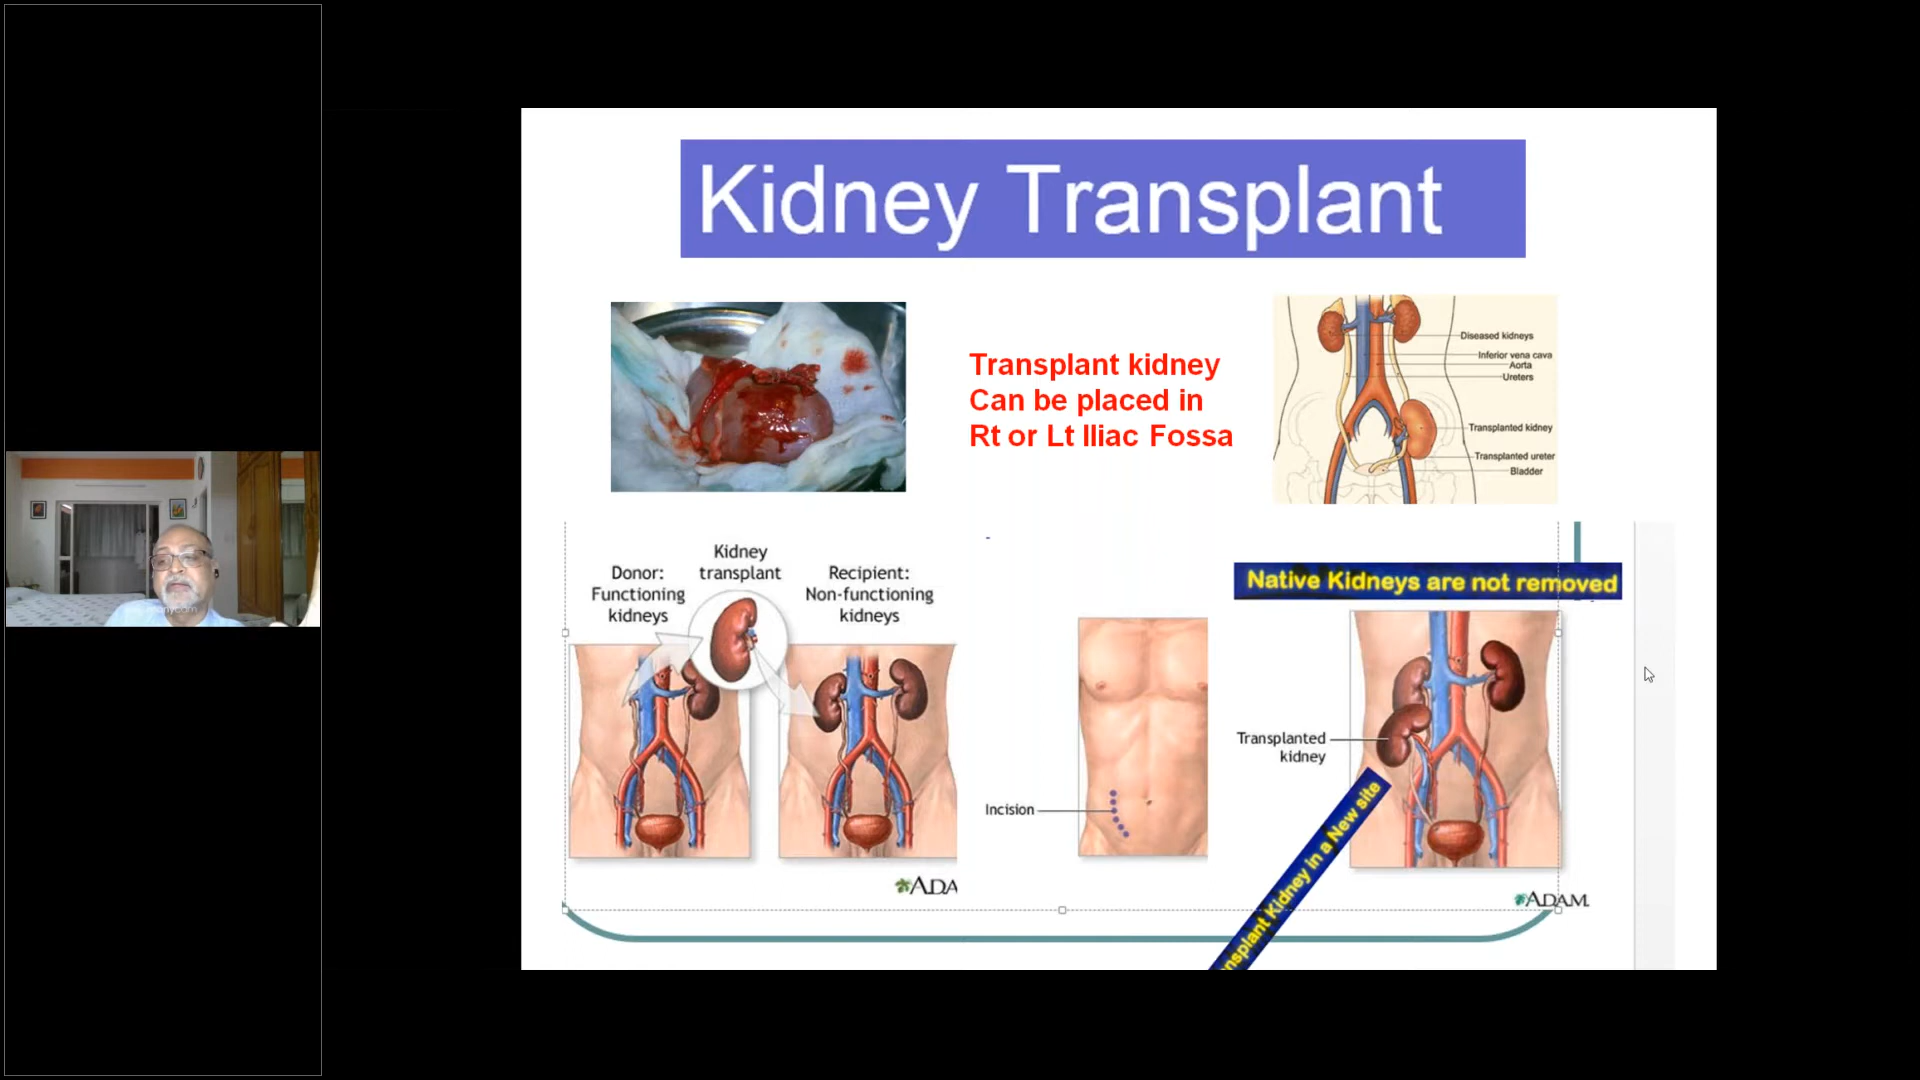 Kidney Transplant
Transplant kidney
Can be placed in
Rt or Lt Iliac Fossa
Diseased kidneys
Inferior vena cava
Aorta
Ureters
Transplanted kidney
Transplanted ureter
Bladder
Donor:
Functioning
kidneys
Kidney
transplant
Recipient:
Non-functioning
kidneys
ADA
Incision
Native Kidneys are not removed
Transplanted
kidney
nsplant Kidney in a New site
ADAM